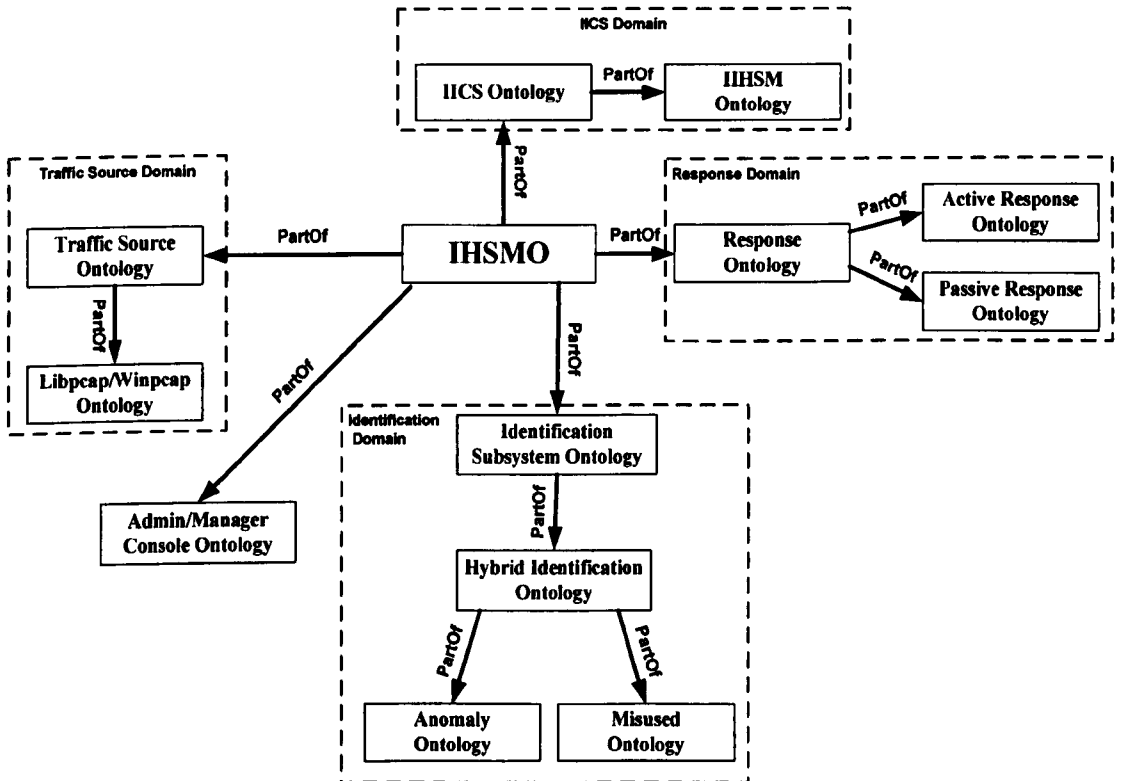 IICS Domain
IICS Ontology
PartOf
IIHSM
Ontology
PartOf
Traffic Source Domain
Traffic Source
Ontology
PartOf
Libpcap/Winpcap
Ontology
PartOf
IHSMO
PartOf
Response Domain
Response
Ontology
PartOf
Active Response
Ontology
PartOf
Passive Response
Ontology
PartOf
Admin/Manager
Console Ontology
PartOf
Identification
Domain
Identification
Subsystem Ontology
PartOf
Hybrid Identification
Ontology
PartOf
PartOf
Anomaly
Ontology
Misused
Ontology